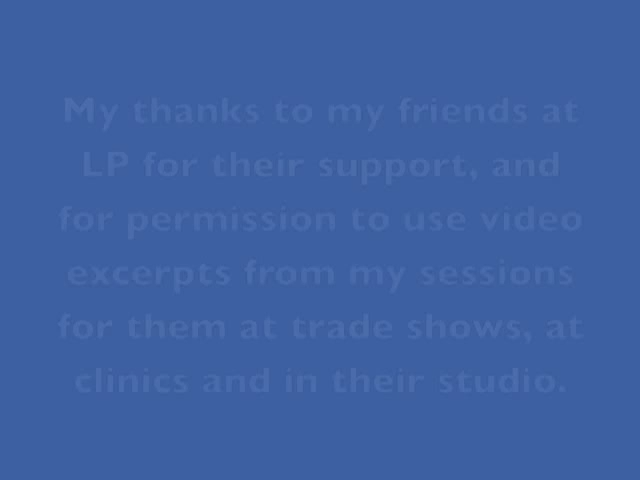 My thanks to my friends at
LP for their support, and
for permission to use video
excerpts from my sessions
for them at trade shows, at
clinics and in their studio.